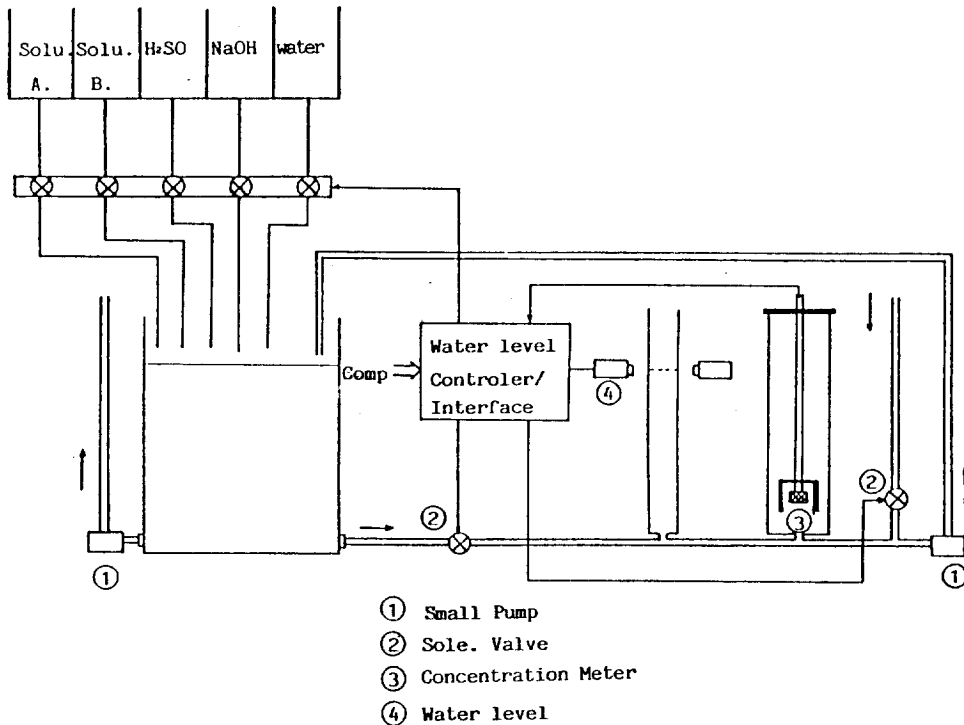 Solu. Solu. H₂SO NaOH water
A. B.
Water level
Comp Controler/
Interface
④
②
②
③
① ①
① Small Pump
② Sole. Valve
③ Concentration Meter
④ Water level